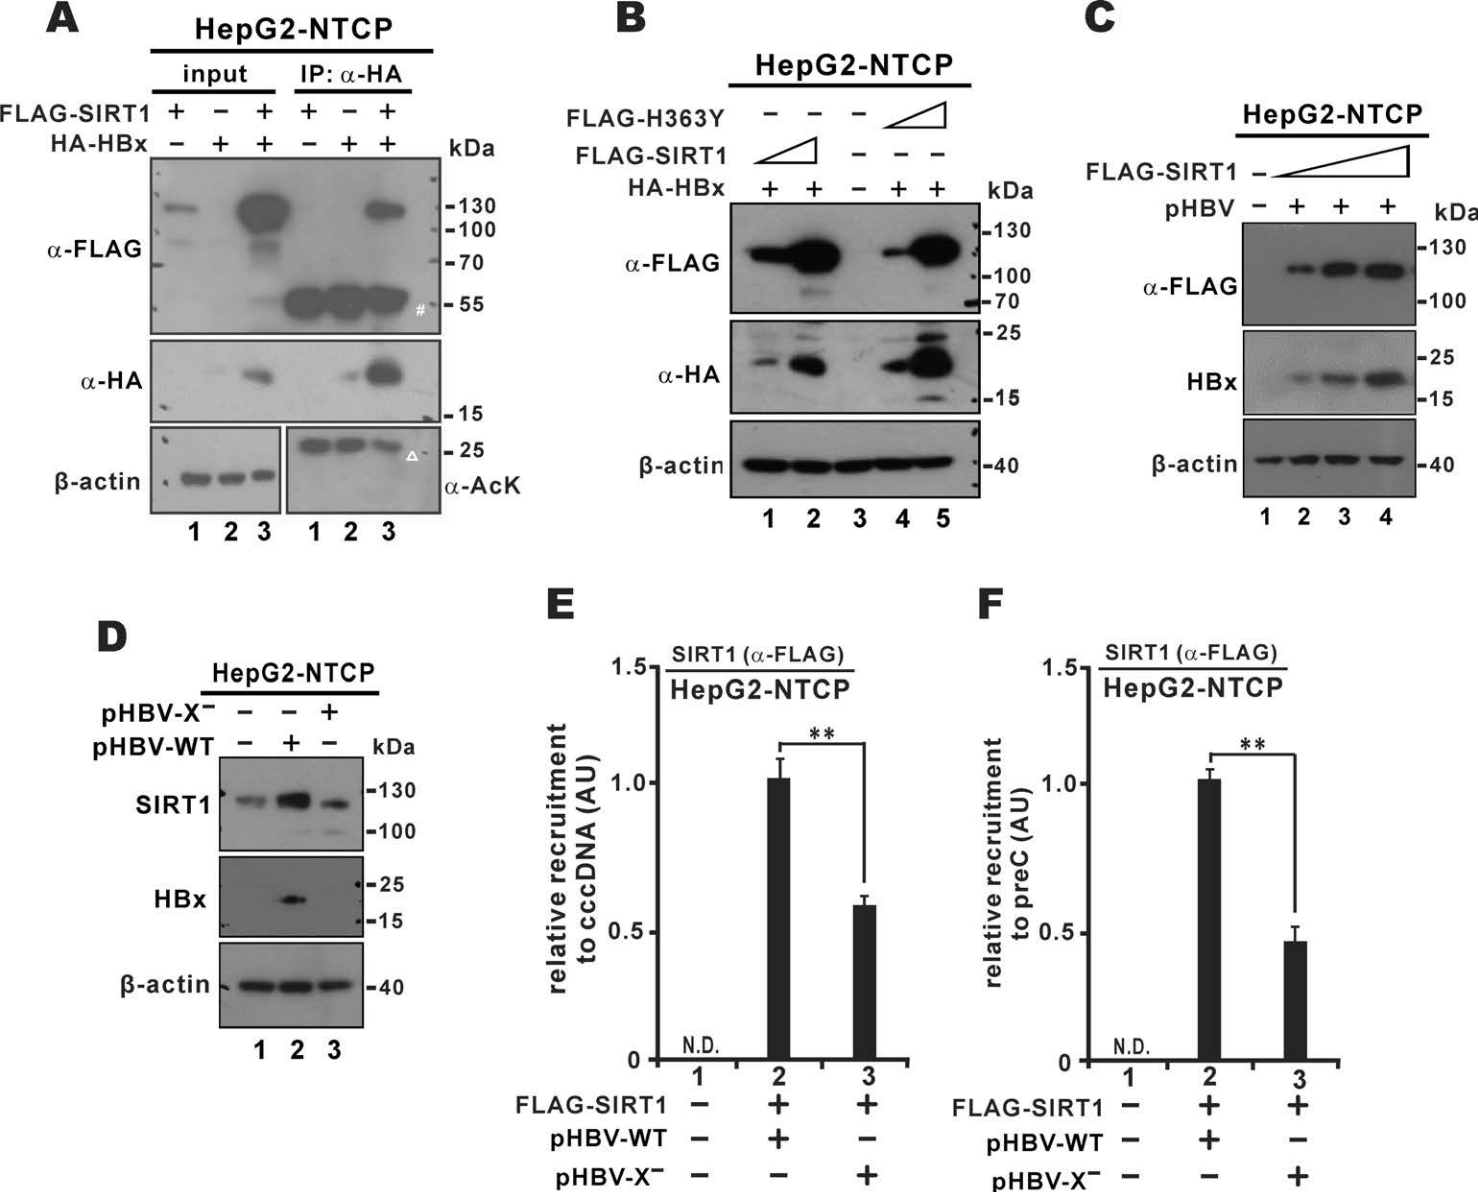 A
HepG2-NTCP
input IP: α-HA
FLAG-SIRT1 + − + + − +
HA-HBx − + + − + + kDa
α-FLAG
130
100
70
55
#
α-HA
15
25
β-actin
α-AcK
1 2 3 1 2 3
B
HepG2-NTCP
FLAG-H363Y − − −
FLAG-SIRT1 − − −
HA-HBx + + − + + kDa
α-FLAG
130
100
70
α-HA
25
15
β-actin
40
1 2 3 4 5
C
HepG2-NTCP
FLAG-SIRT1 −
pHBV − + + + kDa
α-FLAG
130
100
HBx
25
15
β-actin
40
1 2 3 4
D
HepG2-NTCP
pHBV-X⁻ − − +
pHBV-WT − + − kDa
SIRT1
130
100
HBx
25
15
β-actin
40
1 2 3
E
SIRT1 (α-FLAG)
HepG2-NTCP
relative recruitment
to cccDNA (AU)
1.5
1.0
0.5
0
**
N.D.
1 2 3
FLAG-SIRT1 − + +
pHBV-WT − + −
pHBV-X⁻ − − +
F
SIRT1 (α-FLAG)
HepG2-NTCP
relative recruitment
to preC (AU)
1.5
1.0
0.5
0
**
N.D.
1 2 3
FLAG-SIRT1 − + +
pHBV-WT − + −
pHBV-X⁻ − − +